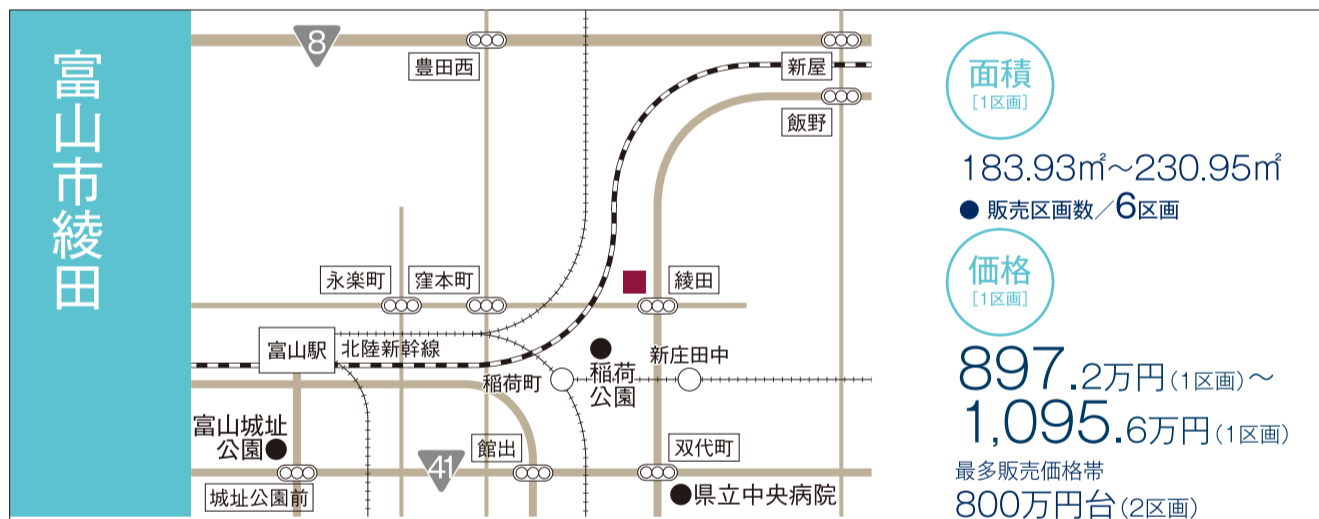 富山市綾田
8
豊田西
新屋
飯野
永楽町
窪本町
綾田
富山駅
北陸新幹線
稲荷町
稲荷
公園
新庄田中
富山城址
公園
城址公園前
41
館出
双代町
県立中央病院
面積
[1区画]
183.93㎡～230.95㎡
● 販売区画数／6区画
価格
[1区画]
897.2万円(1区画)～
1,095.6万円(1区画)
最多販売価格帯
800万円台(2区画)